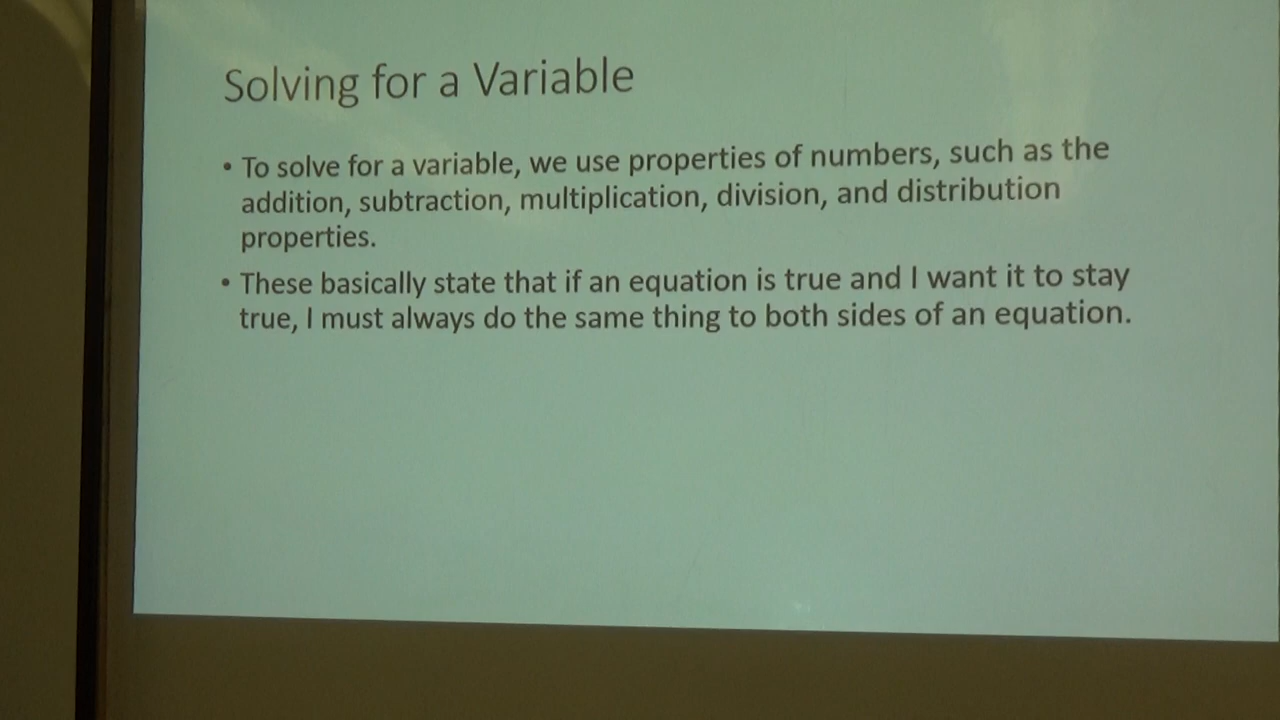 Solving for a Variable
• To solve for a variable, we use properties of numbers, such as the
addition, subtraction, multiplication, division, and distribution
properties.
• These basically state that if an equation is true and I want it to stay
true, I must always do the same thing to both sides of an equation.